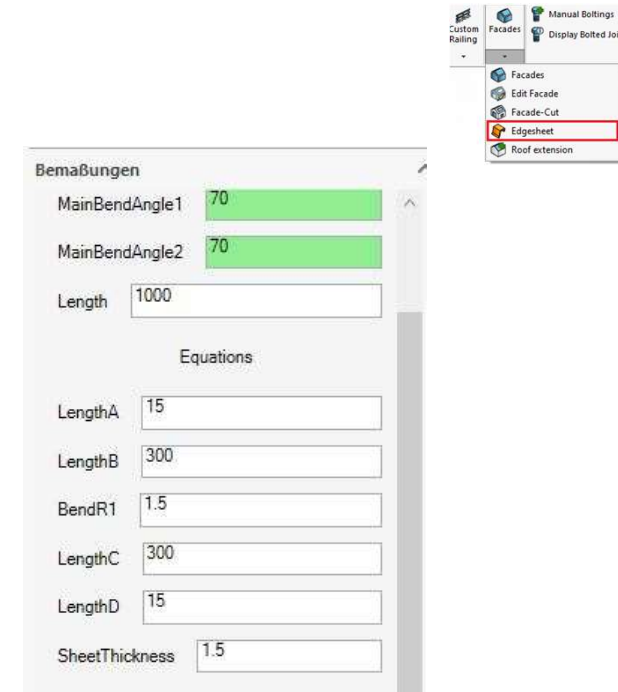 Custom
Railing
Facades
Manual Boltings
Display Bolted Joi
Facades
Edit Facade
Facade-Cut
Edgesheet
Roof extension
Bemaßungen
MainBendAngle1 70
MainBendAngle2 70
Length 1000
Equations
LengthA 15
LengthB 300
BendR1 1.5
LengthC 300
LengthD 15
SheetThickness 1.5